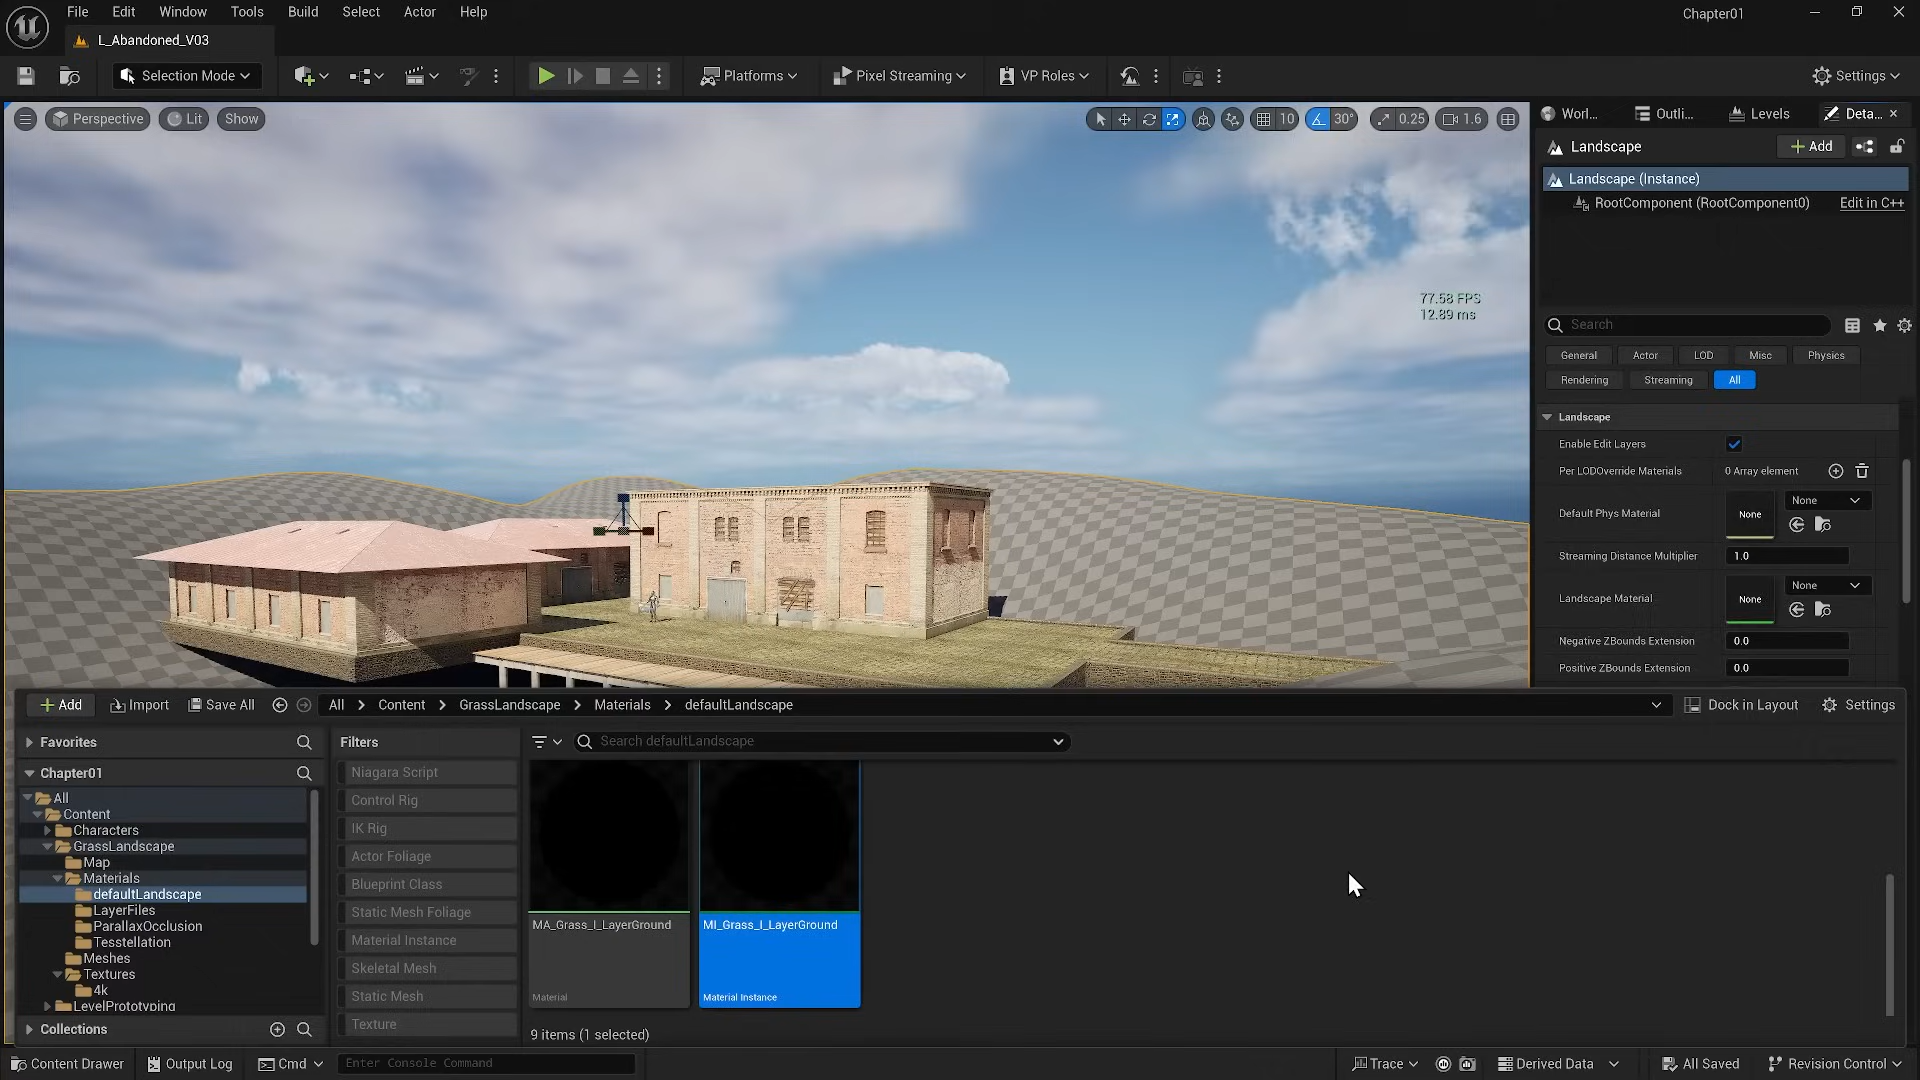 File Edit Window Tools Build Select Actor Help
Chapter01
L_Abandoned_V03
Selection Mode
Platforms
Pixel Streaming
VP Roles
Settings
Perspective
Lit
Show
10
30°
0.25
1.6
Worl...
Outli...
Levels
Deta...
Landscape
Add
Landscape (Instance)
RootComponent (RootComponent0)
Edit in C++
77.58 FPS
12.89 ms
Search
General Actor LOD Misc Physics
Rendering Streaming All
Landscape
Enable Edit Layers
Per LODOverride Materials 0 Array element
Default Phys Material None None
Streaming Distance Multiplier 1.0
Landscape Material None None
Negative ZBounds Extension 0.0
Positive ZBounds Extension 0.0
Add Import Save All All Content GrassLandscape Materials defaultLandscape Dock in Layout Settings
Favorites
Filters
Search defaultLandscape
Chapter01
All
Content
Characters
GrassLandscape
Map
Materials
defaultLandscape
LayerFiles
ParallaxOcclusion
Tesstellation
Meshes
Textures
4k
LevelPrototyping
Collections
Niagara Script
Control Rig
IK Rig
Actor Foliage
Blueprint Class
Static Mesh Foliage
Material Instance
Skeletal Mesh
Static Mesh
Texture
MA_Grass_I_LayerGround
Material
MI_Grass_I_LayerGround
Material Instance
9 items (1 selected)
Content Drawer Output Log Cmd Enter Console Command Trace Derived Data All Saved Revision Control